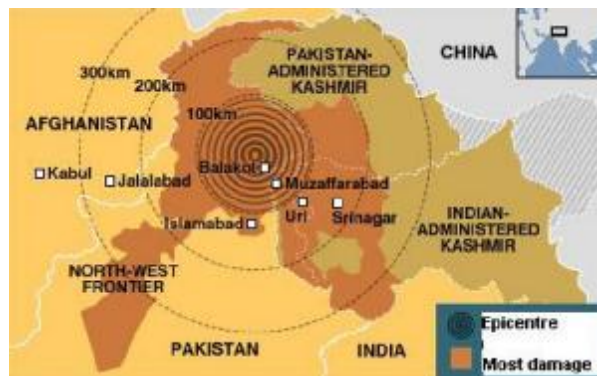 CHINA
PAKISTAN-
ADMINISTERED
KASHMIR
300km
200km
100km
AFGHANISTAN
Balakot
Kabul
Jalalabad
Muzaffarabad
Uri
Srinagar
Islamabad
INDIAN-
ADMINISTERED
KASHMIR
NORTH-WEST
FRONTIER
PAKISTAN
INDIA
Epicentre
Most damage